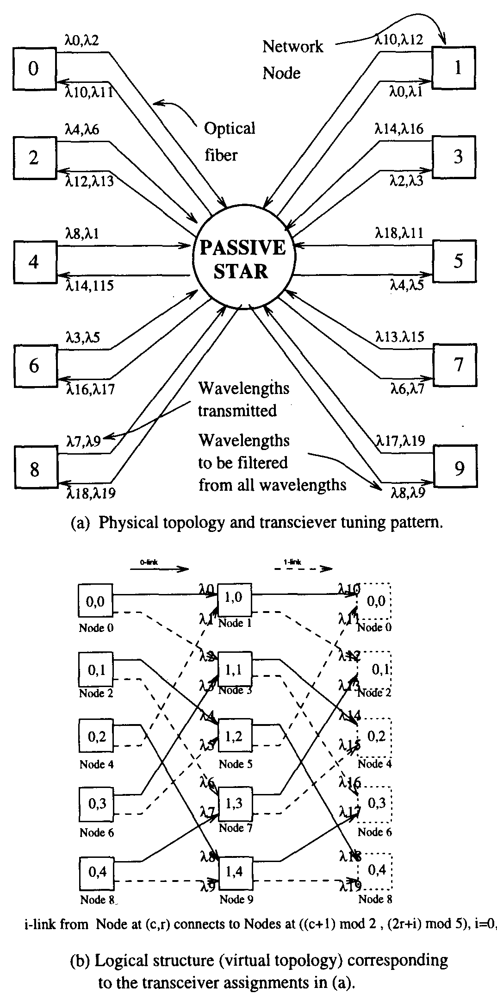 λ0,λ2
λ10,λ12
Network
Node
0
1
λ10,λ11
λ0,λ1
Optical
fiber
λ4,λ6
λ14,λ16
2
3
λ12,λ13
λ2,λ3
λ8,λ1
λ18,λ11
PASSIVE
STAR
4
5
λ14,115
λ4,λ5
λ3,λ5
λ13.λ15
6
7
λ16,λ17
λ6,λ7
Wavelengths
transmitted
λ7,λ9
λ17,λ19
Wavelengths
to be filtered
from all wavelengths
8
9
λ18,λ19
λ8,λ9
(a) Physical topology and transciever tuning pattern.
0-link
1-link
λ0
λ10
0,0
1,0
0,0
λ1
λ11
Node 0
Node 1
Node 0
λ2
λ12
0,1
1,1
0,1
λ3
λ13
Node 2
Node 3
Node 2
λ4
λ14
0,2
1,2
0,2
λ5
λ15
Node 4
Node 5
Node 4
λ6
λ16
0,3
1,3
0,3
λ7
λ17
Node 6
Node 7
Node 6
λ8
λ18
0,4
1,4
0,4
λ9
λ19
Node 8
Node 9
Node 8
i-link from Node at (c,r) connects to Nodes at ((c+1) mod 2 , (2r+i) mod 5), i=0,
(b) Logical structure (virtual topology) corresponding
to the transceiver assignments in (a).